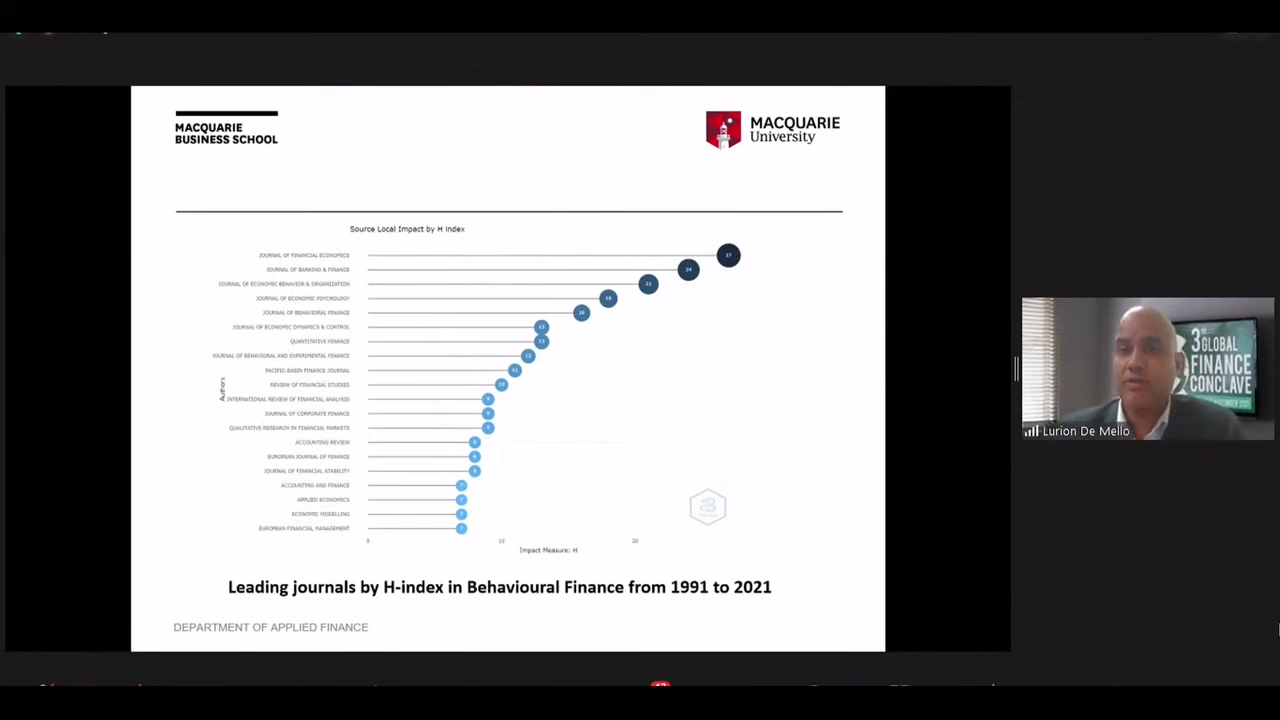 MACQUARIE
BUSINESS SCHOOL
MACQUARIE
University
Source Local Impact by H Index
JOURNAL OF FINANCIAL ECONOMICS 27
JOURNAL OF BANKING & FINANCE 24
JOURNAL OF ECONOMIC BEHAVIOR & ORGANIZATION 21
JOURNAL OF ECONOMIC PSYCHOLOGY 18
JOURNAL OF BEHAVIORAL FINANCE 16
JOURNAL OF ECONOMIC DYNAMICS & CONTROL 13
QUANTITATIVE FINANCE 13
JOURNAL OF BEHAVIORAL AND EXPERIMENTAL FINANCE 12
PACIFIC-BASIN FINANCE JOURNAL 11
REVIEW OF FINANCIAL STUDIES 10
Authors
INTERNATIONAL REVIEW OF FINANCIAL ANALYSIS 9
JOURNAL OF CORPORATE FINANCE 9
QUALITATIVE RESEARCH IN FINANCIAL MARKETS 9
ACCOUNTING REVIEW 8
EUROPEAN JOURNAL OF FINANCE 8
JOURNAL OF FINANCIAL STABILITY 8
ACCOUNTING AND FINANCE 7
APPLIED ECONOMICS 7
ECONOMIC MODELLING 7
EUROPEAN FINANCIAL MANAGEMENT 7
0 10 20
Impact Measure: H
Leading journals by H-index in Behavioural Finance from 1991 to 2021
DEPARTMENT OF APPLIED FINANCE
3RD GLOBAL
FINANCE
CONCLAVE
Lurion De Mello